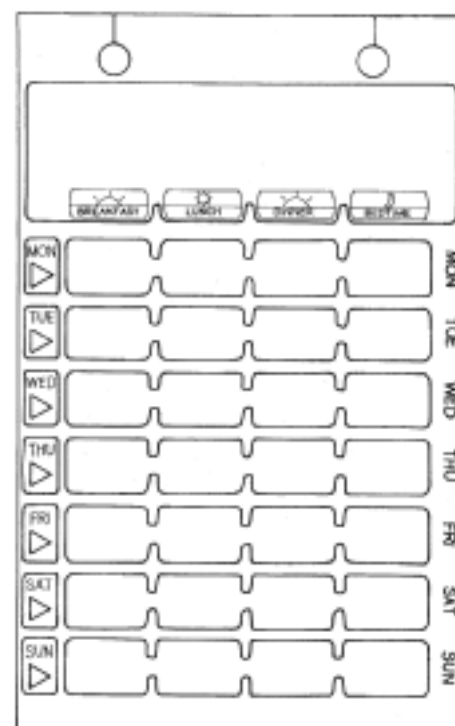 BREAKFAST LUNCH DINNER BEDTIME
MON MON
TUE TUE
WED WED
THU THU
FRI FRI
SAT SAT
SUN SUN